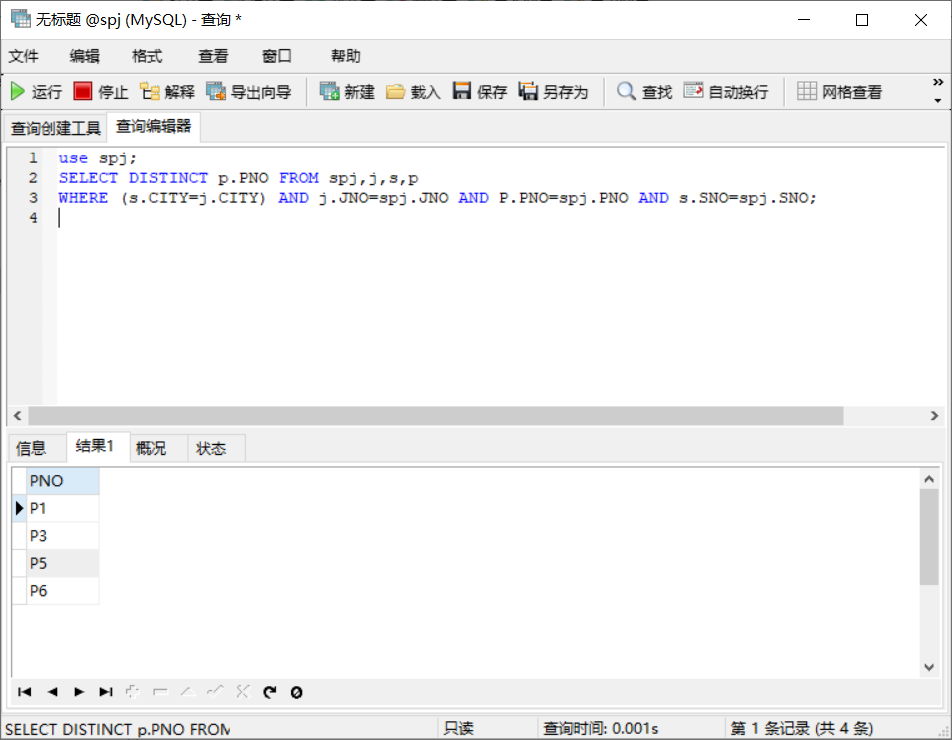 无标题 @spj (MySQL) - 查询 *
文件 编辑 格式 查看 窗口 帮助
运行 停止 解释 导出向导 新建 载入 保存 另存为 查找 自动换行 网格查看
查询创建工具 查询编辑器
1 use spj;
2 SELECT DISTINCT p.PNO FROM spj,j,s,p
3 WHERE (s.CITY=j.CITY) AND j.JNO=spj.JNO AND P.PNO=spj.PNO AND s.SNO=spj.SNO;
4
信息 结果1 概况 状态
PNO
P1
P3
P5
P6
SELECT DISTINCT p.PNO FROM 只读 查询时间: 0.001s 第 1 条记录 (共 4 条)